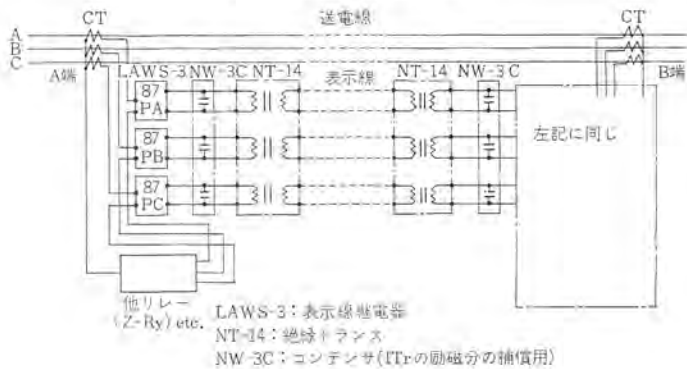 CT 送電線 CT
A
B
C
A端 B端
LAWS-3 NW-3C NT-14 表示線 NT-14 NW-3C
87
PA
左記に同じ
87
PB
87
PC
他リレー
(Z-Ry) etc.
LAWS-3：表示線継電器
NT-14：絶縁トランス
NW-3C：コンデンサ(ITrの励磁分の補償用)